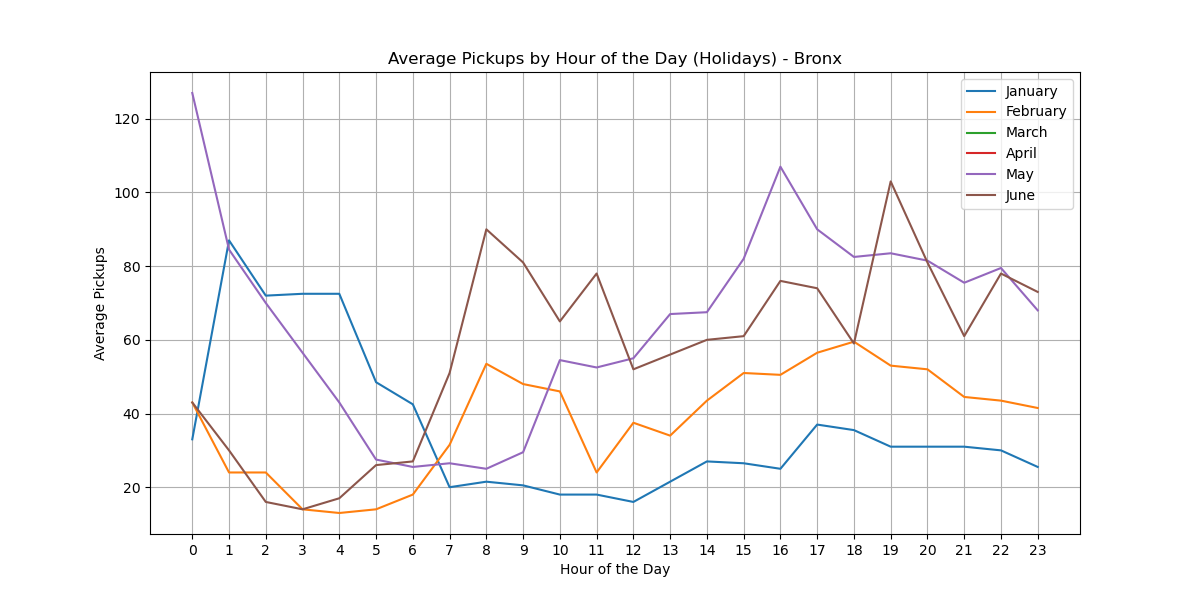 Average Pickups by Hour of the Day (Holidays) - Bronx
January
February
March
April
May
June
Average Pickups
120
100
80
60
40
20
0 1 2 3 4 5 6 7 8 9 10 11 12 13 14 15 16 17 18 19 20 21 22 23
Hour of the Day